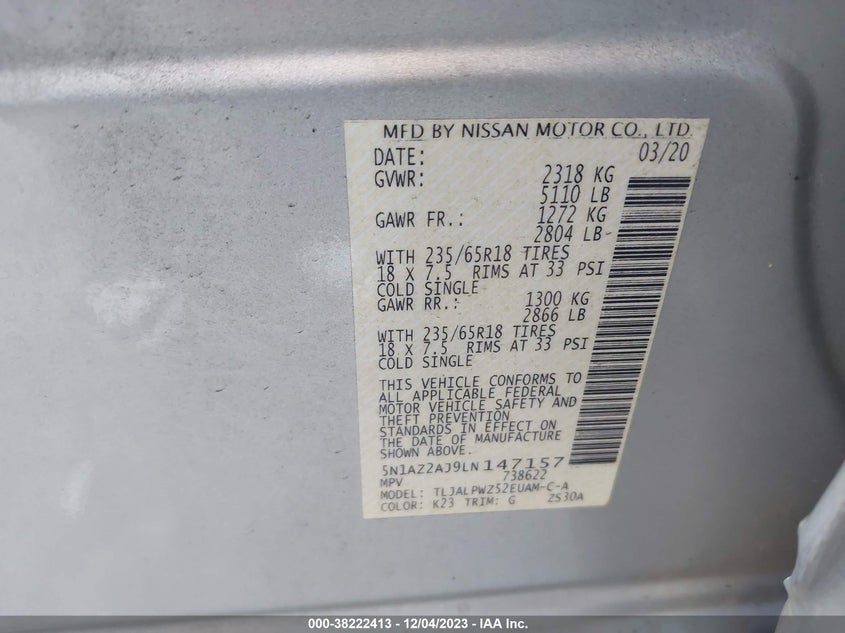 MFD BY NISSAN MOTOR CO., LTD.
DATE: 03/20
GVWR: 2318 KG
5110 LB
GAWR FR.: 1272 KG
2804 LB
WITH 235/65R18 TIRES
18 X 7.5 RIMS AT 33 PSI
COLD SINGLE
GAWR RR.: 1300 KG
2866 LB
WITH 235/65R18 TIRES
18 X 7.5 RIMS AT 33 PSI
COLD SINGLE
THIS VEHICLE CONFORMS TO
ALL APPLICABLE FEDERAL
MOTOR VEHICLE SAFETY AND
THEFT PREVENTION
STANDARDS IN EFFECT ON
THE DATE OF MANUFACTURE
SHOWN ABOVE.
5N1AZ2AJ9LN147157
MPV 738622
MODEL: TLJALPWZ52EUAM-C-A
COLOR: K23 TRIM: G ZS30A
000-38222413 - 12/04/2023 - IAA Inc.